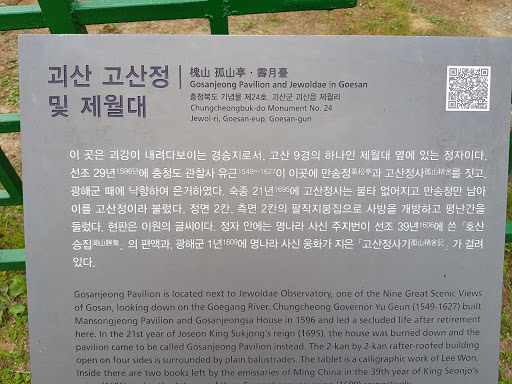 괴산 고산정
및 제월대
槐山 孤山亭·霽月臺
Gosanjeong Pavilion and Jewoldae in Goesan
충청북도 기념물 제24호. 괴산군 괴산읍 제월리
Chungcheongbuk-do Monument No. 24
Jewol-ri, Goesan-eup, Goesan-gun
이 곳은 괴강이 내려다보이는 경승지로서, 고산 9경의 하나인 제월대 옆에 있는 정자이다.
선조 29년1596년에 충청도 관찰사 유근1549~1627이 이곳에 만송정萬松亭과 고산정사孤山精舍를 짓고,
광해군 때에 낙향하여 은거하였다. 숙종 21년1695에 고산정사는 불타 없어지고 만송정만 남아
이를 고산정이라 불렀다. 정면 2칸, 측면 2칸의 팔작지붕집으로 사방을 개방하고 평난간을
둘렀다. 현판은 이원의 글씨이다. 정자 안에는 명나라 사신 주지번이 선조 39년1606에 쓴 「호산
승집湖山勝集」의 편액과, 광해군 1년1609에 명나라 사신 웅화가 지은「고산정사기孤山精舍記」가 걸려
있다.
Gosanjeong Pavilion is located next to Jewoldae Observatory, one of the Nine Great Scenic Views
of Gosan, looking down on the Goegang River. Chungcheong Governor Yu Geun (1549-1627) built
Mansongjeong Pavilion and Gosanjeongsa House in 1596 and led a secluded life after retirement
here. In the 21st year of Joseon King Sukjong's reign (1695), the house was burned down and the
pavilion came to be called Gosanjeong Pavilion instead. The 2-kan by 2-kan rafter-roofed building
open on four sides is surrounded by plain balustrades. The tablet is a calligraphic work of Lee Won.
Inside there are two books left by the emissaries of Ming China in the 39th year of King Seonjo's